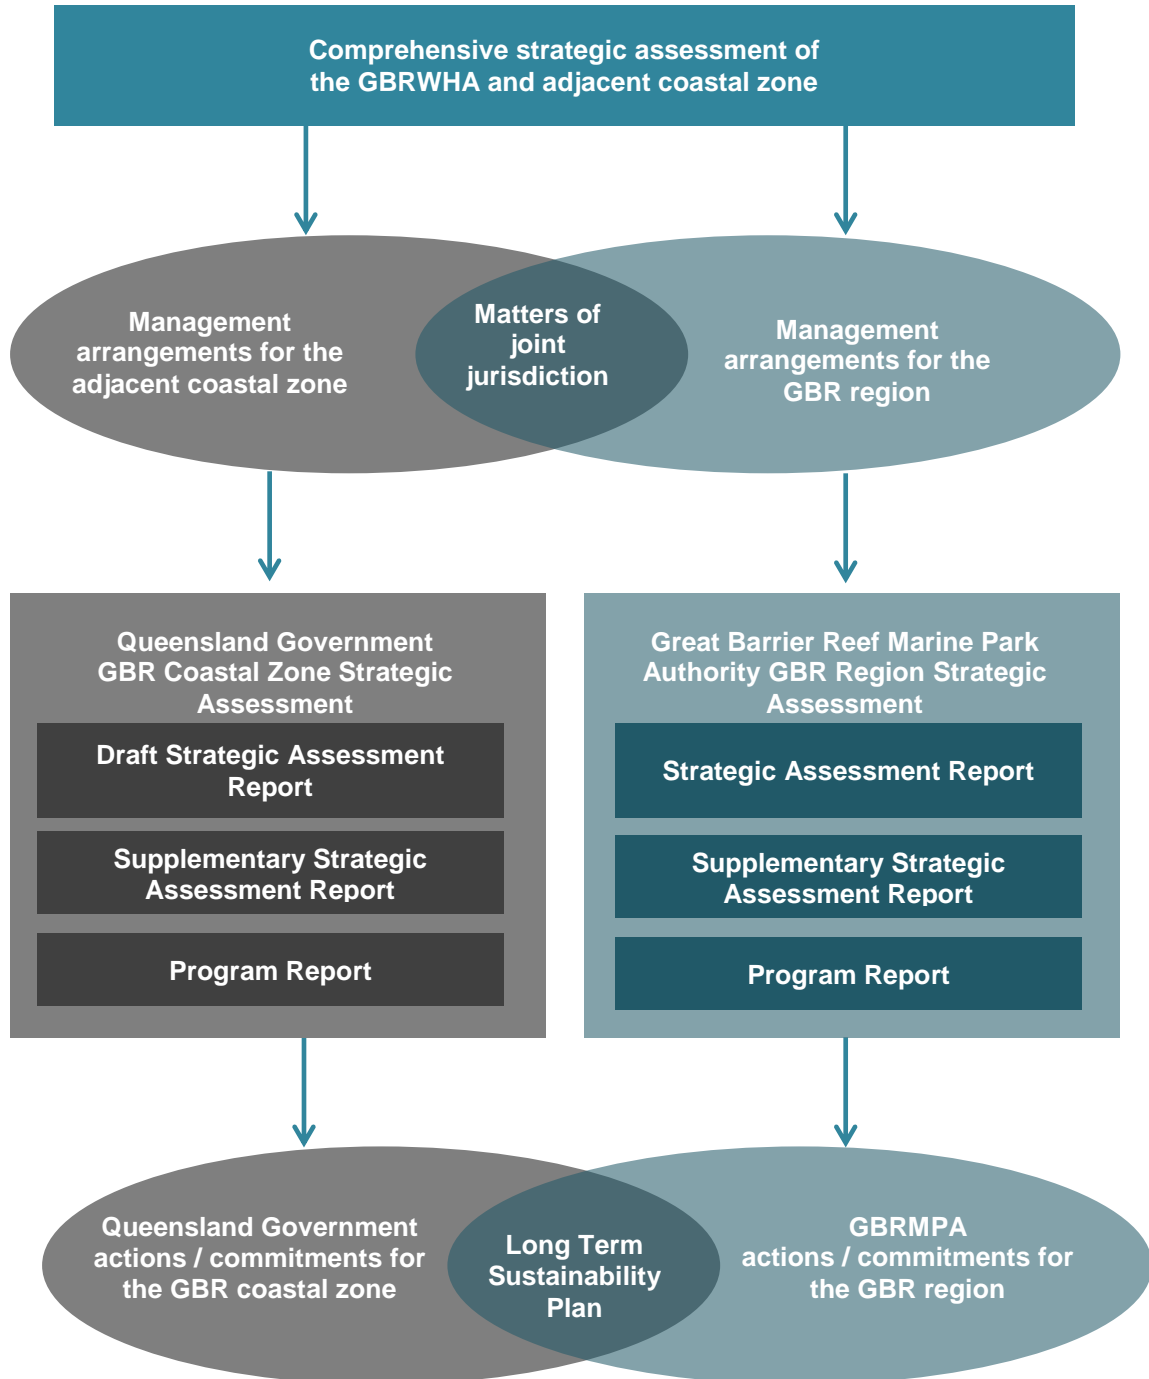 Comprehensive strategic assessment of
the GBRWHA and adjacent coastal zone
Management
arrangements for the
adjacent coastal zone
Matters of
joint
jurisdiction
Management
arrangements for the
GBR region
Queensland Government
GBR Coastal Zone Strategic
Assessment
Draft Strategic Assessment
Report
Supplementary Strategic
Assessment Report
Program Report
Great Barrier Reef Marine Park
Authority GBR Region Strategic
Assessment
Strategic Assessment Report
Supplementary Strategic
Assessment Report
Program Report
Queensland Government
actions / commitments for
the GBR coastal zone
Long Term
Sustainability
Plan
GBRMPA
actions / commitments for
the GBR region